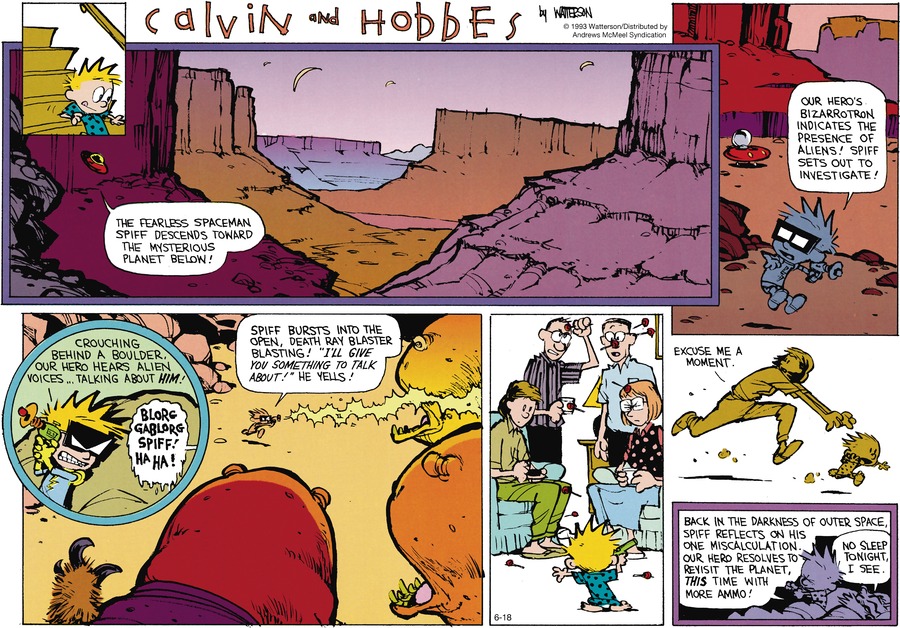 Calvin and Hobbes
by WATTERSON
© 1993 Watterson/Distributed by
Andrews McMeel Syndication
THE FEARLESS SPACEMAN
SPIFF DESCENDS TOWARD
THE MYSTERIOUS
PLANET BELOW!
OUR HERO'S
BIZARROTRON
INDICATES THE
PRESENCE OF
ALIENS! SPIFF
SETS OUT TO
INVESTIGATE!
CROUCHING
BEHIND A BOULDER,
OUR HERO HEARS ALIEN
VOICES... TALKING ABOUT HIM!
BLORG
GABLORG
SPIFF!
HA HA!
SPIFF BURSTS INTO THE
OPEN, DEATH RAY BLASTER
BLASTING! "I'LL GIVE
YOU SOMETHING TO TALK
ABOUT!" HE YELLS!
6-18
EXCUSE ME A
MOMENT.
BACK IN THE DARKNESS OF OUTER SPACE,
SPIFF REFLECTS ON HIS
ONE MISCALCULATION.
OUR HERO RESOLVES TO
REVISIT THE PLANET,
THIS TIME WITH
MORE AMMO!
NO SLEEP
TONIGHT,
I SEE.